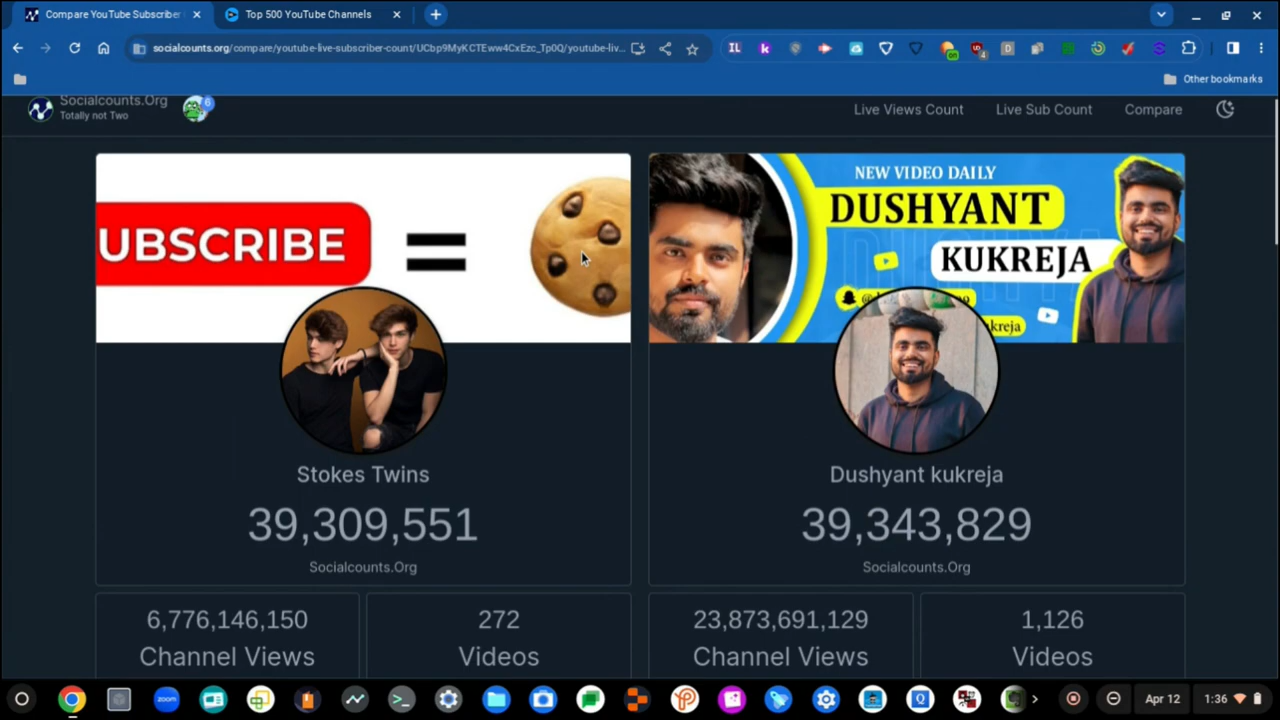 Compare YouTube Subscriber
Top 500 YouTube Channels
socialcounts.org/compare/youtube-live-subscriber-count/UCbp9MyKCTEww4CxEzc_Tp0Q/youtube-liv...
Other bookmarks
Socialcounts.Org
Totally not Two
6
Live Views Count
Live Sub Count
Compare
UBSCRIBE =
NEW VIDEO DAILY
DUSHYANT
KUKREJA
Stokes Twins
39,309,551
Socialcounts.Org
6,776,146,150
Channel Views
272
Videos
Dushyant kukreja
39,343,829
Socialcounts.Org
23,873,691,129
Channel Views
1,126
Videos
zoom
Apr 12
1:36